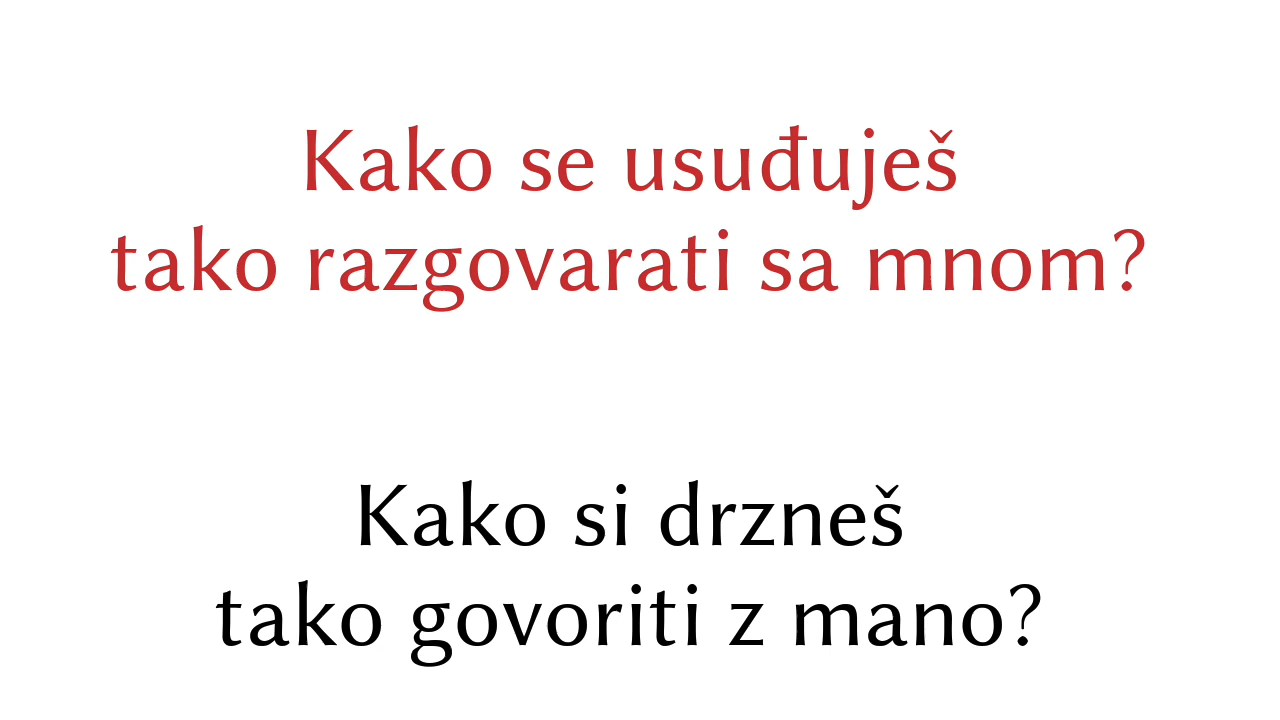 Kako se usuđuješ
tako razgovarati sa mnom?
Kako si drzneš
tako govoriti z mano?